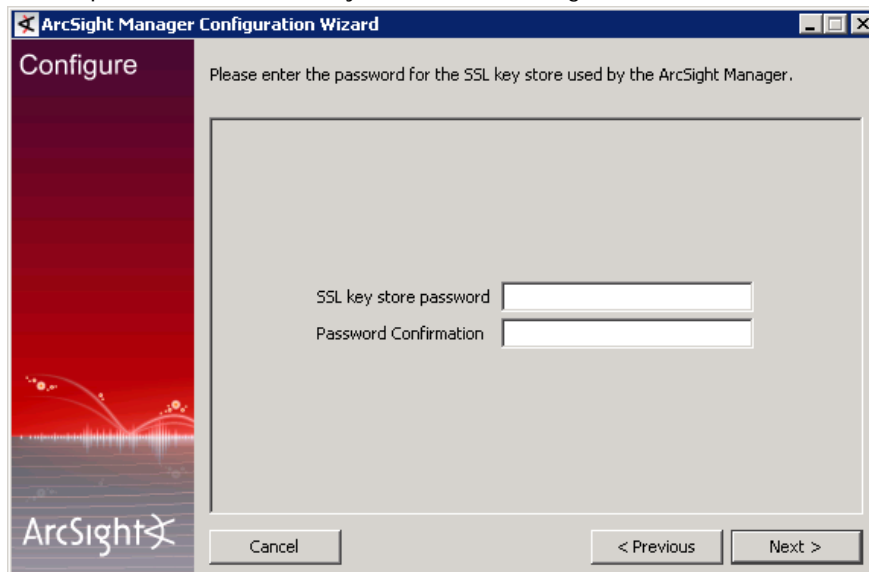 ArcSight Manager Configuration Wizard
Configure
Please enter the password for the SSL key store used by the ArcSight Manager.
SSL key store password
Password Confirmation
ArcSight
Cancel
< Previous
Next >